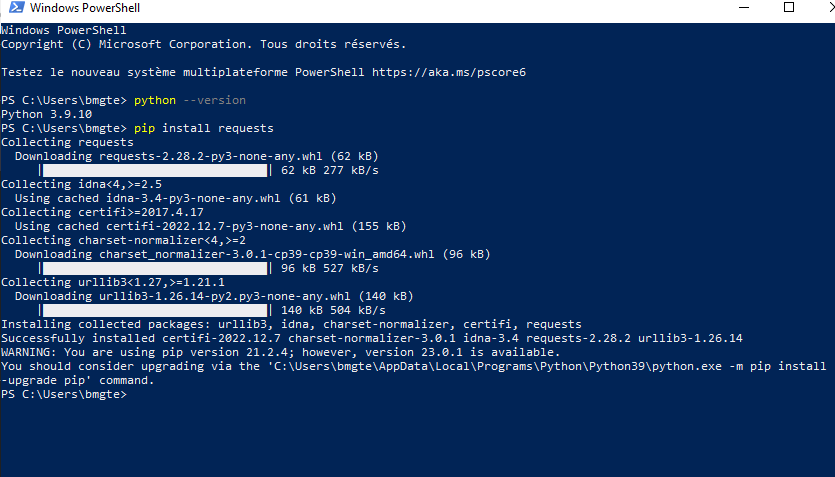 Windows PowerShell
Windows PowerShell
Copyright (C) Microsoft Corporation. Tous droits réservés.
Testez le nouveau système multiplateforme PowerShell https://aka.ms/pscore6
PS C:\Users\bmgte> python --version
Python 3.9.10
PS C:\Users\bmgte> pip install requests
Collecting requests
  Downloading requests-2.28.2-py3-none-any.whl (62 kB)
     | | 62 kB 277 kB/s
Collecting idna<4,>=2.5
  Using cached idna-3.4-py3-none-any.whl (61 kB)
Collecting certifi>=2017.4.17
  Using cached certifi-2022.12.7-py3-none-any.whl (155 kB)
Collecting charset-normalizer<4,>=2
  Downloading charset_normalizer-3.0.1-cp39-cp39-win_amd64.whl (96 kB)
     | | 96 kB 527 kB/s
Collecting urllib3<1.27,>=1.21.1
  Downloading urllib3-1.26.14-py2.py3-none-any.whl (140 kB)
     | | 140 kB 504 kB/s
Installing collected packages: urllib3, idna, charset-normalizer, certifi, requests
Successfully installed certifi-2022.12.7 charset-normalizer-3.0.1 idna-3.4 requests-2.28.2 urllib3-1.26.14
WARNING: You are using pip version 21.2.4; however, version 23.0.1 is available.
You should consider upgrading via the 'C:\Users\bmgte\AppData\Local\Programs\Python\Python39\python.exe -m pip install
-upgrade pip' command.
PS C:\Users\bmgte>